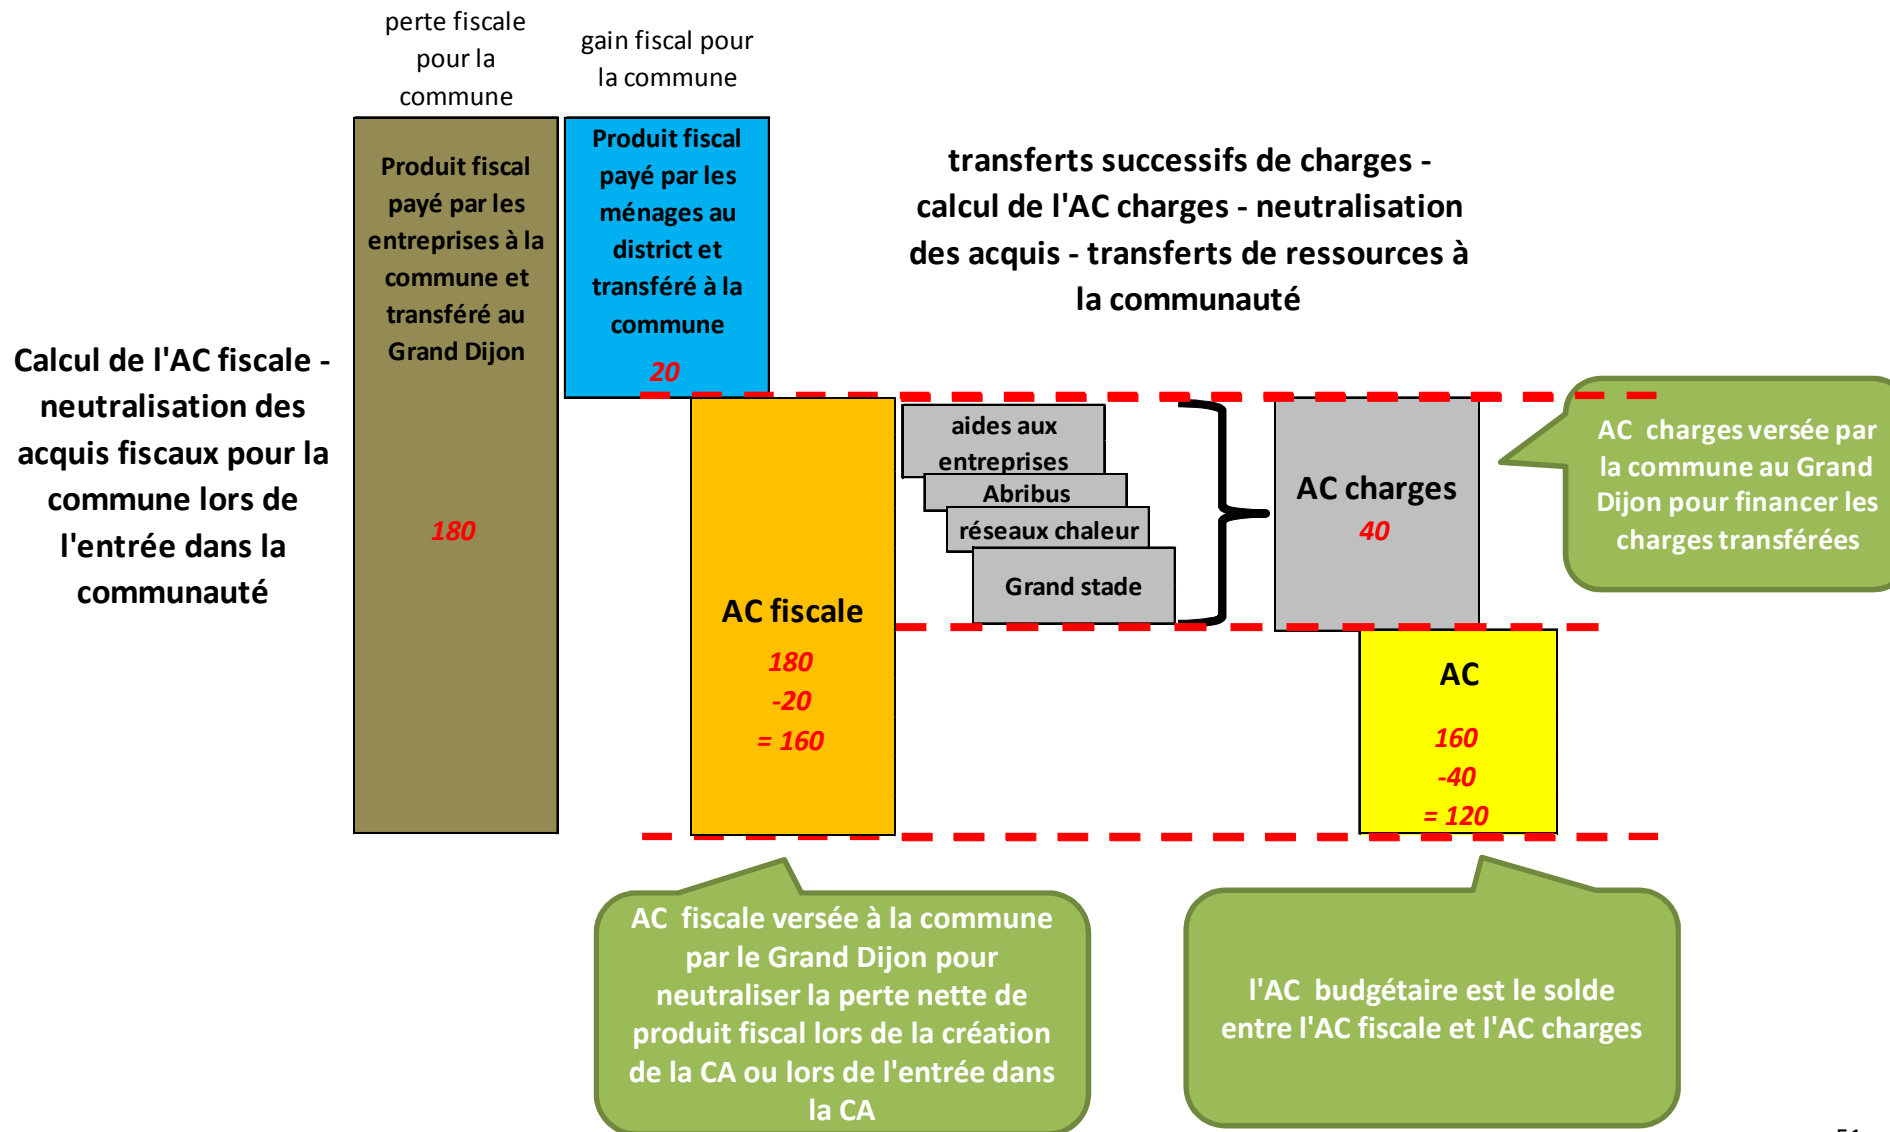 perte fiscale
pour la
commune
gain fiscal pour
la commune
Produit fiscal
payé par les
entreprises à la
commune et
transféré au
Grand Dijon
180
Produit fiscal
payé par les
ménages au
district et
transféré à la
commune
20
transferts successifs de charges -
calcul de l'AC charges - neutralisation
des acquis - transferts de ressources à
la communauté
Calcul de l'AC fiscale -
neutralisation des
acquis fiscaux pour la
commune lors de
l'entrée dans la
communauté
AC fiscale
180
-20
= 160
aides aux
entreprises
Abribus
réseaux chaleur
Grand stade
AC charges
40
AC charges versée par
la commune au Grand
Dijon pour financer les
charges transférées
AC
160
-40
= 120
AC fiscale versée à la commune
par le Grand Dijon pour
neutraliser la perte nette de
produit fiscal lors de la création
de la CA ou lors de l'entrée dans
la CA
l'AC budgétaire est le solde
entre l'AC fiscale et l'AC charges